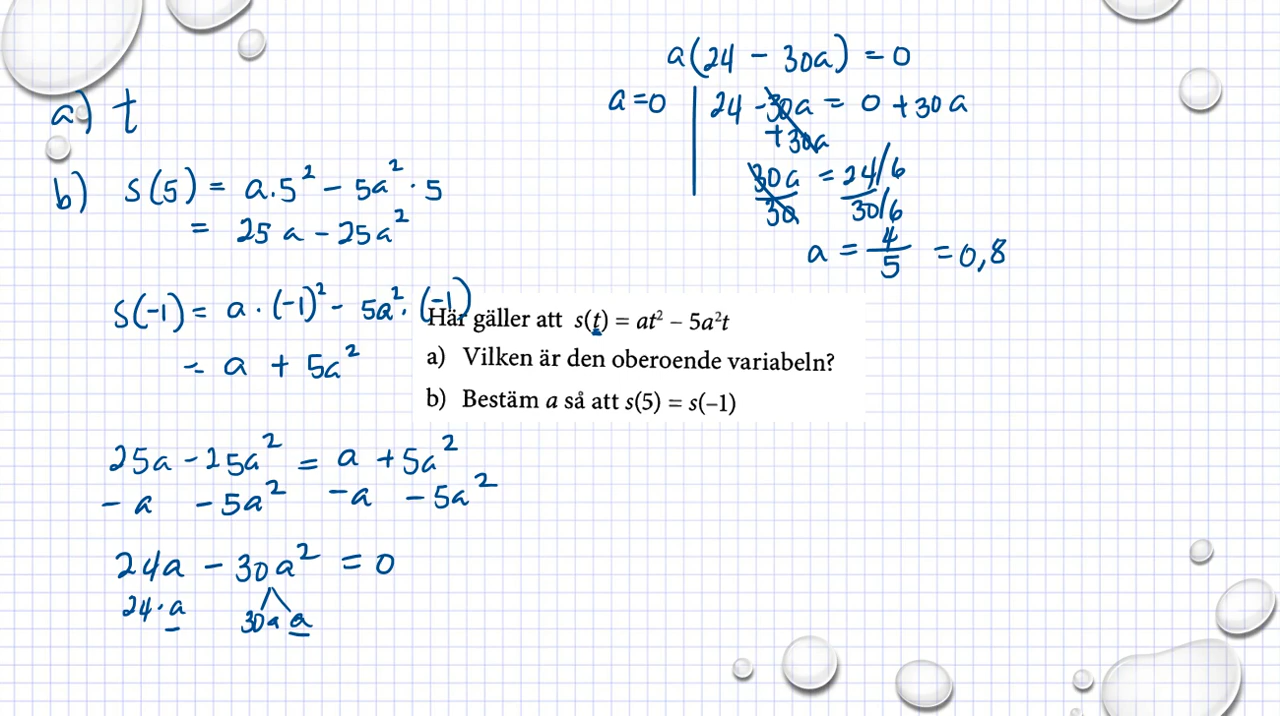 a) t
b) s(5) = a·5² – 5a²·5
= 25a – 25a²
s(–1) = a·(–1)² – 5a²·(–1)
= a + 5a²
25a – 25a² = a + 5a²
– a – 5a² – a – 5a²
24a – 30a² = 0
24·a 30a a
a(24 – 30a) = 0
a = 0 | 24 – 30a = 0 + 30a
+30a
30a = 24/6
30 30/6
a = 4/5 = 0,8
Här gäller att s(t) = at² – 5a²t
a) Vilken är den oberoende variabeln?
b) Bestäm a så att s(5) = s(–1)